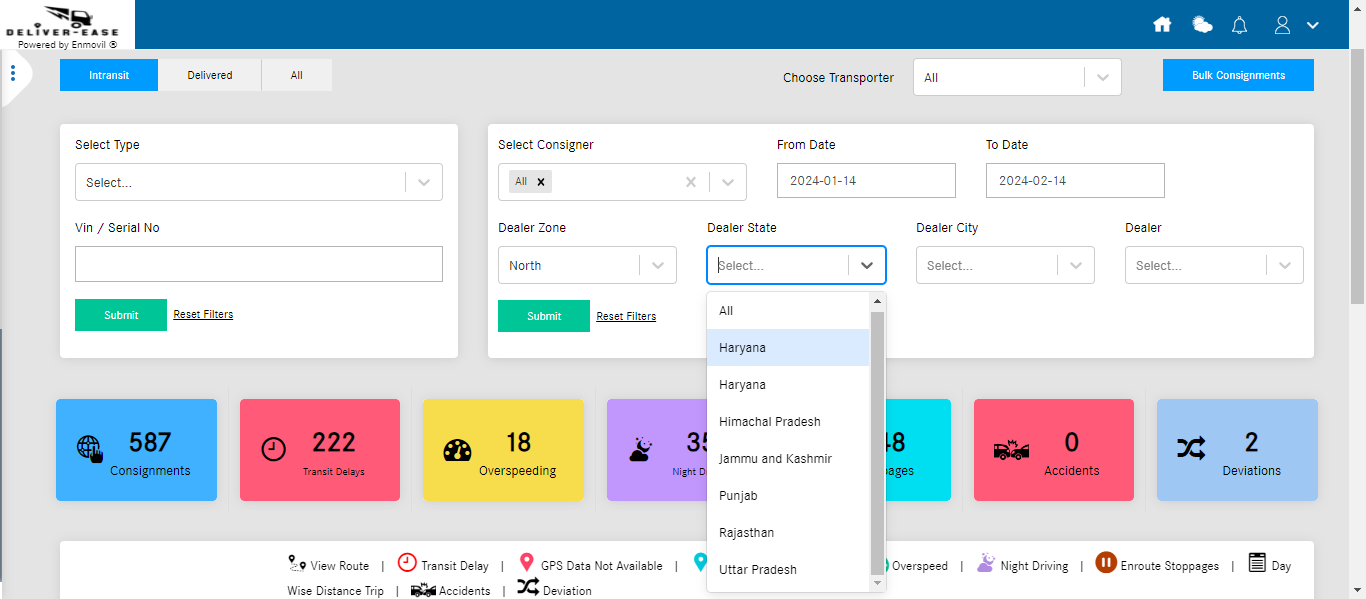 DELIVER-EASE
Powered by Enmovil ®
Intransit
Delivered
All
Choose Transporter
All
Bulk Consignments
Select Type
Select...
Vin / Serial No
Submit
Reset Filters
Select Consigner
All
From Date
2024-01-14
To Date
2024-02-14
Dealer Zone
North
Dealer State
Select...
Dealer City
Select...
Dealer
Select...
Submit
Reset Filters
All
Haryana
Haryana
Himachal Pradesh
Jammu and Kashmir
Punjab
Rajasthan
Uttar Pradesh
587
Consignments
222
Transit Delays
18
Overspeeding
35
Night D
48
pages
0
Accidents
2
Deviations
View Route | Transit Delay | GPS Data Not Available | Overspeed | Night Driving | Enroute Stoppages | Day
Wise Distance Trip | Accidents | Deviation